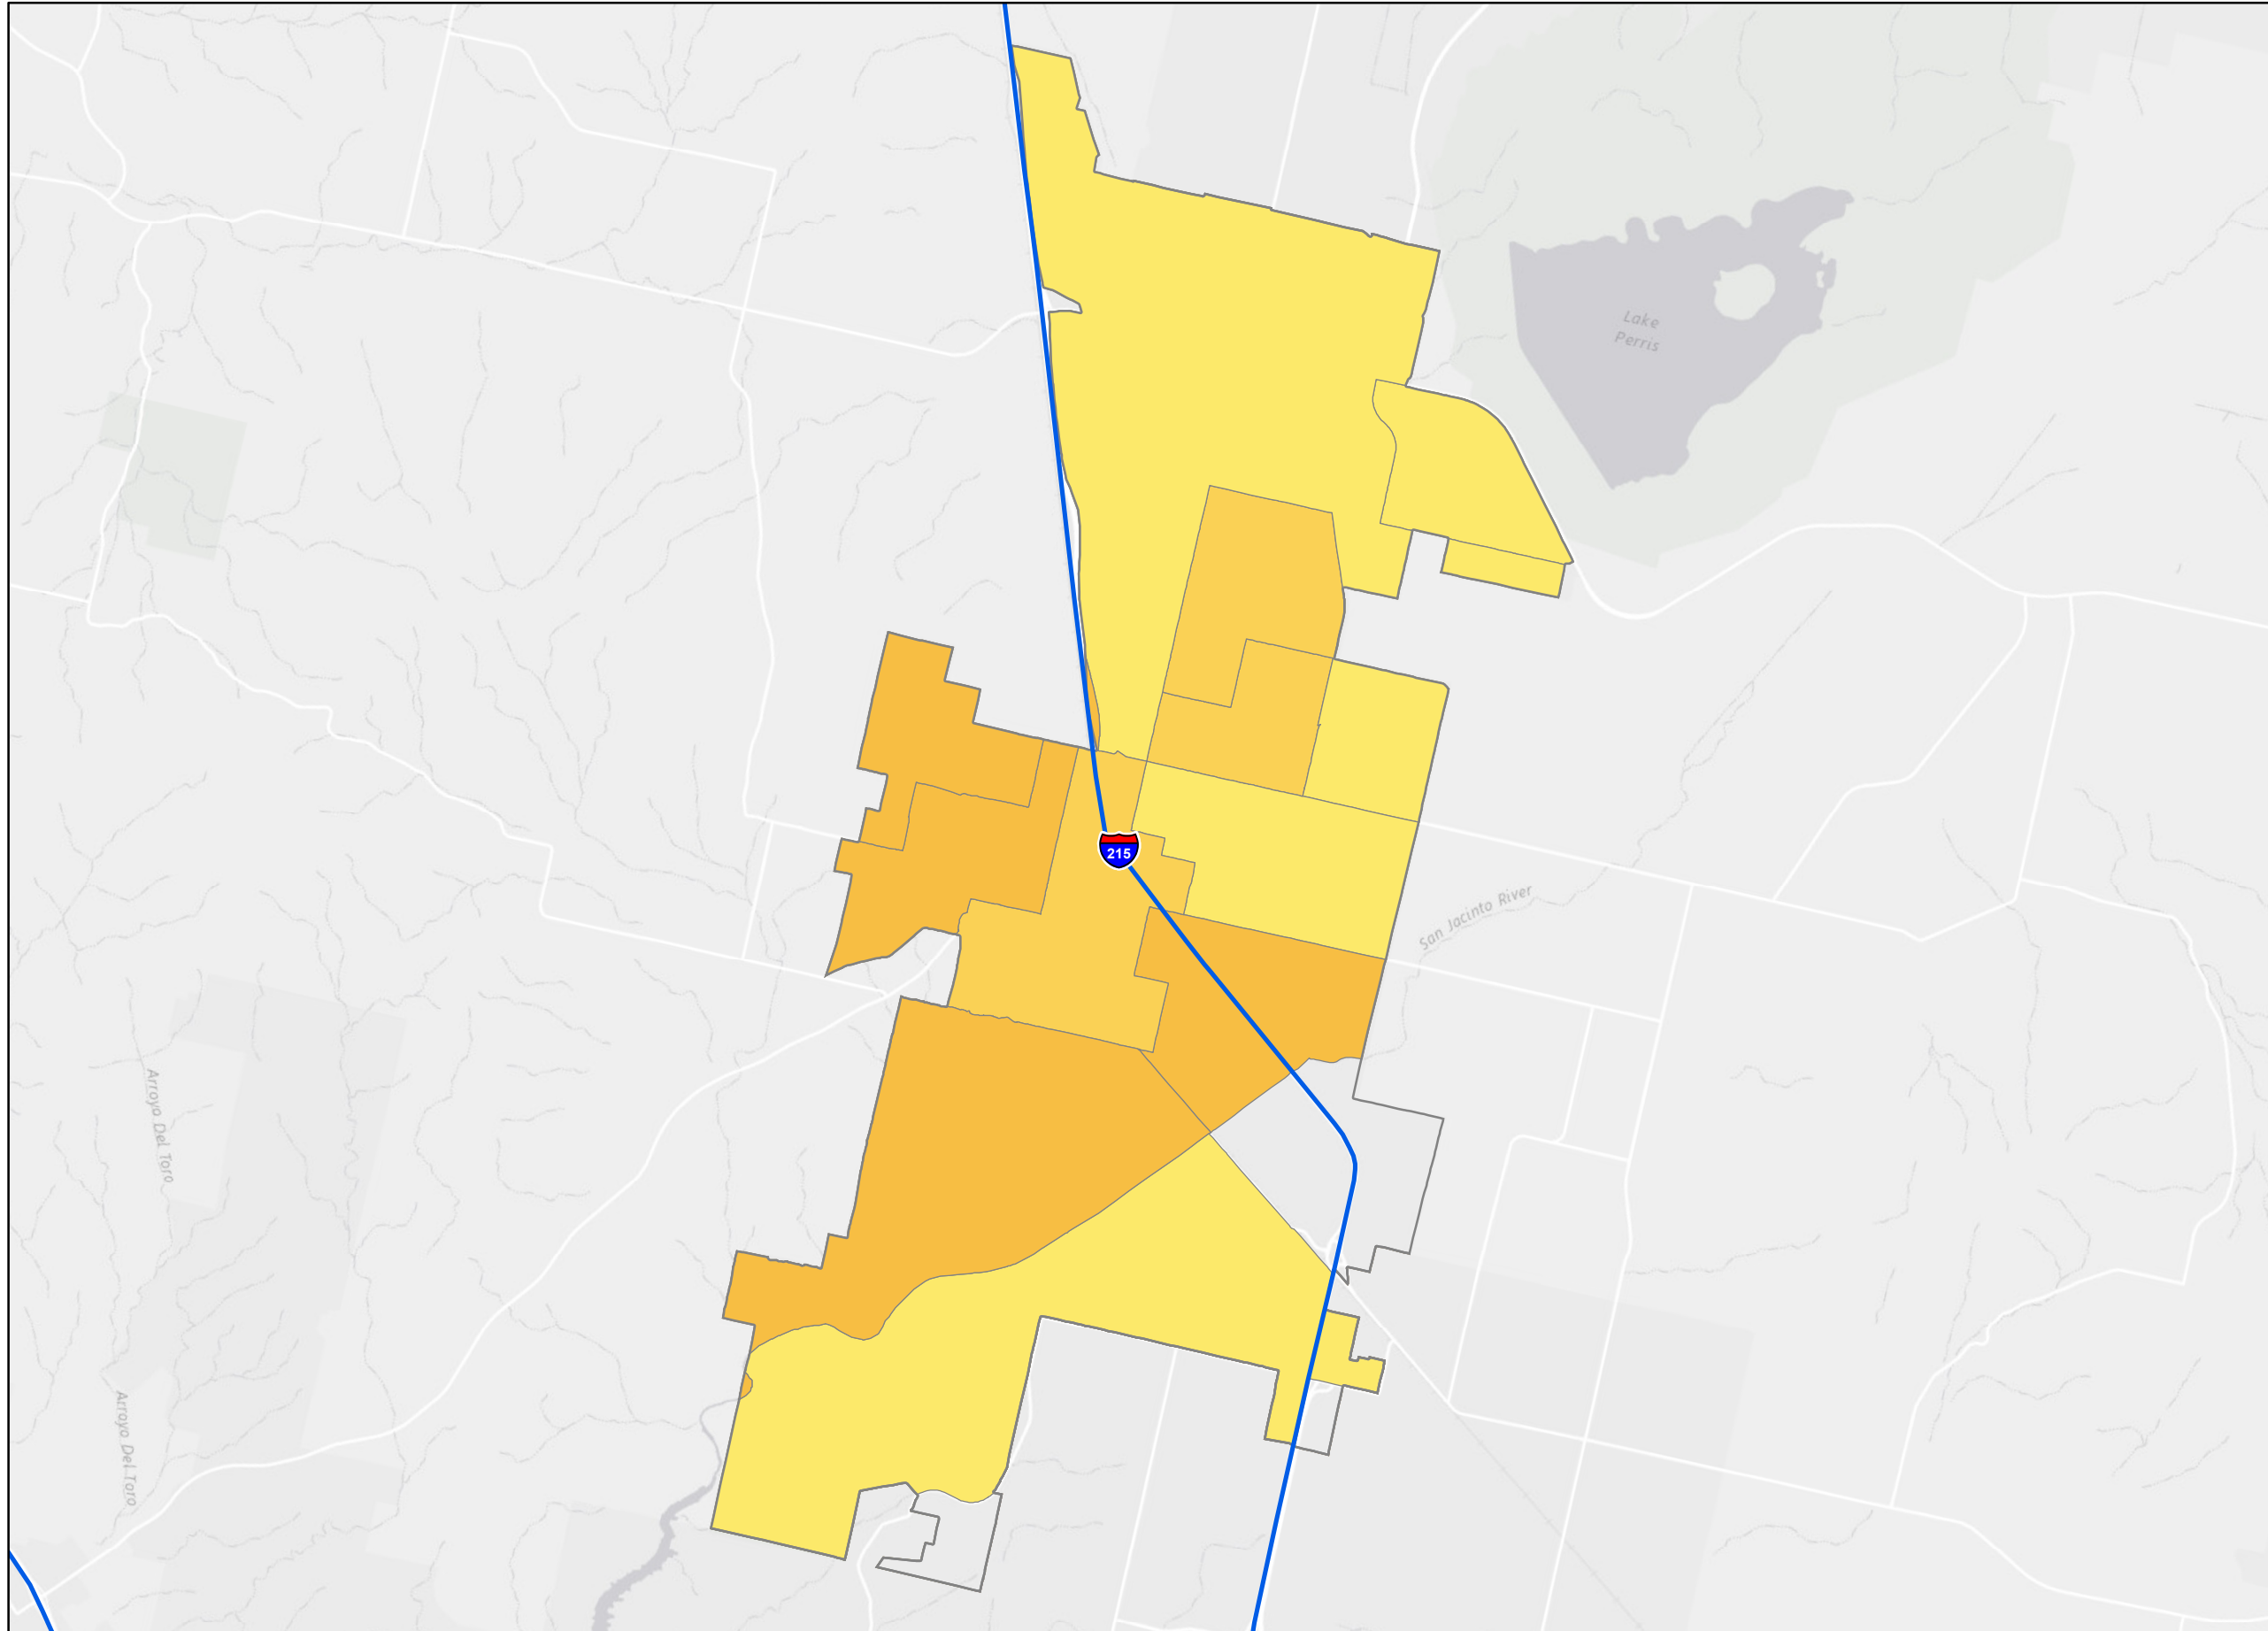 Lake
Perris
215
San Jacinto River
Arroyo Del Toro
Arroyo Del Toro